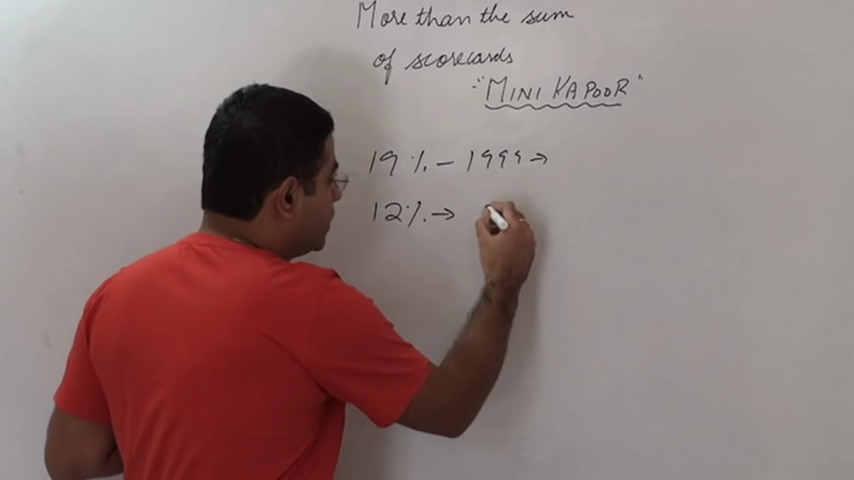 More than the sum
of scorecards
"MINI KAPOOR"
19% - 1999 →
12% →